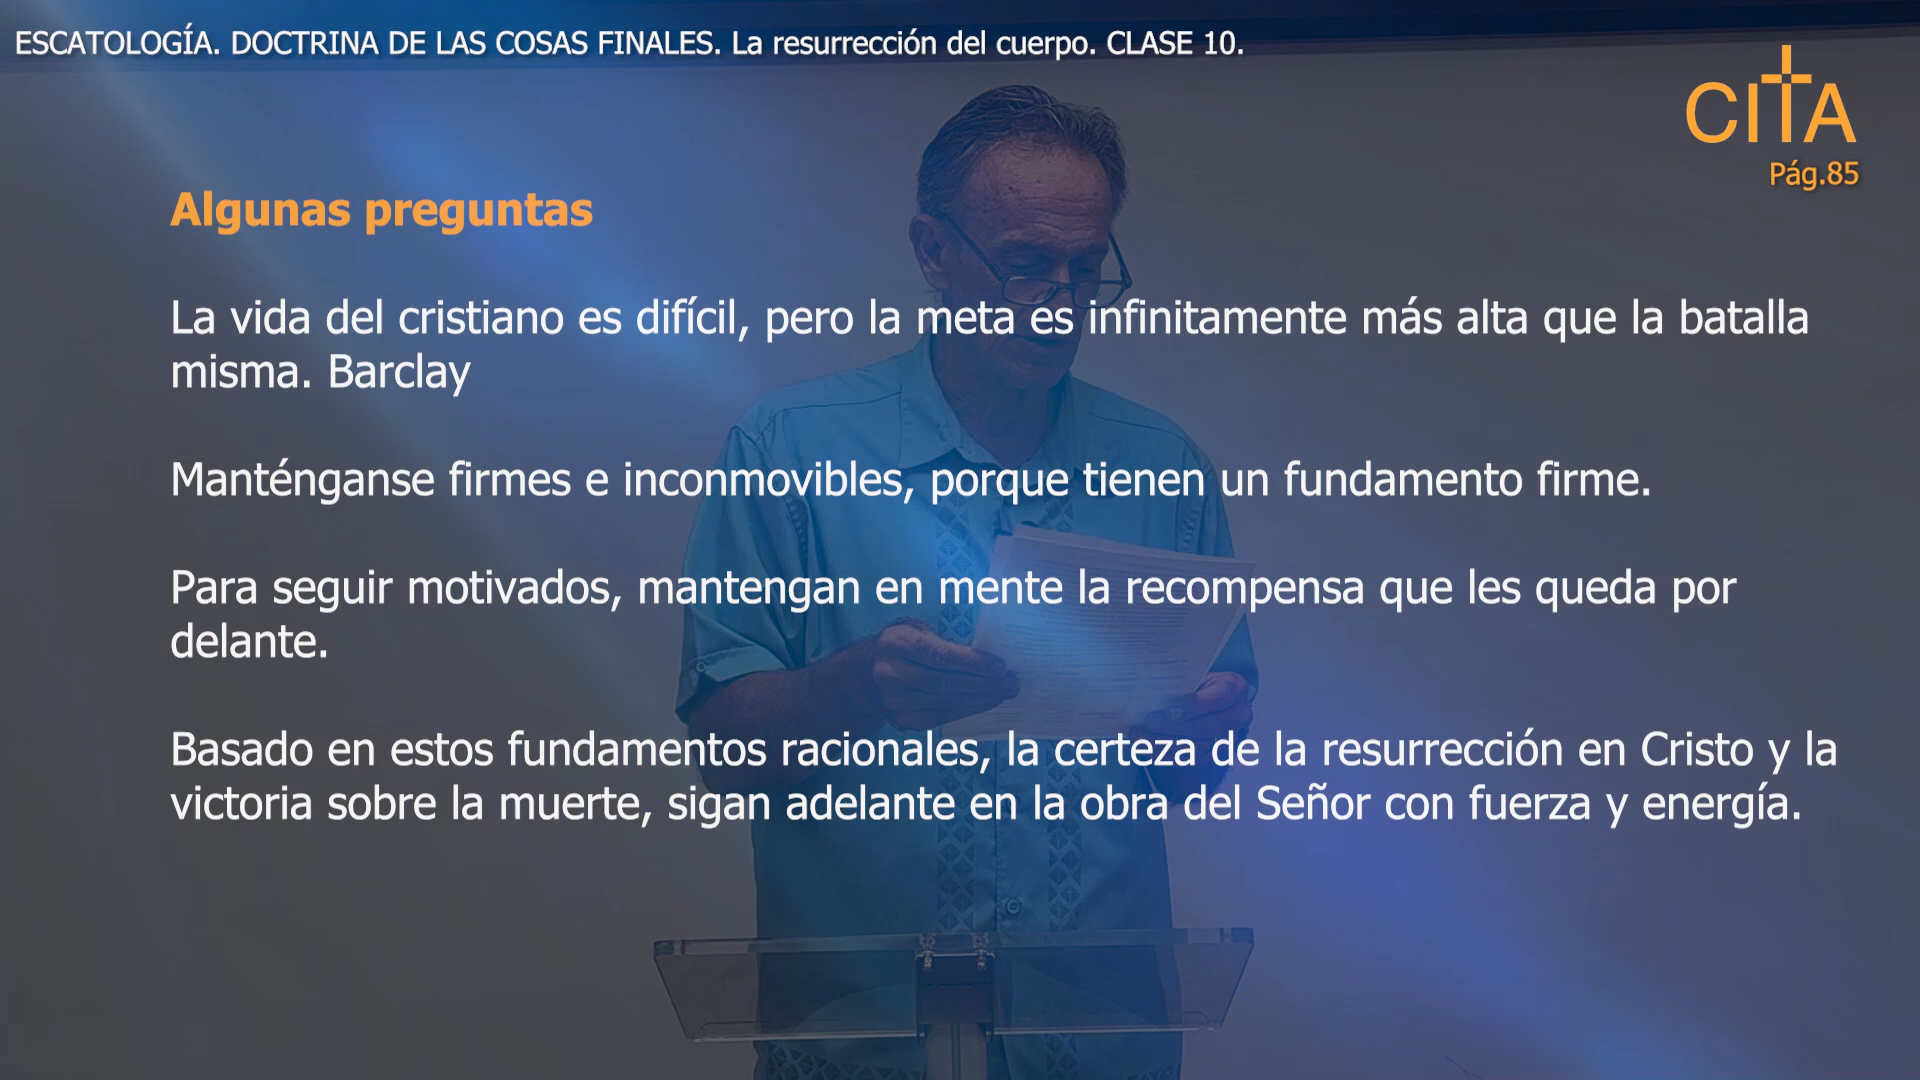 ESCATOLOGÍA. DOCTRINA DE LAS COSAS FINALES. La resurrección del cuerpo. CLASE 10.
CITA
Pág.85
Algunas preguntas
La vida del cristiano es difícil, pero la meta es infinitamente más alta que la batalla
misma. Barclay
Manténganse firmes e inconmovibles, porque tienen un fundamento firme.
Para seguir motivados, mantengan en mente la recompensa que les queda por
delante.
Basado en estos fundamentos racionales, la certeza de la resurrección en Cristo y la
victoria sobre la muerte, sigan adelante en la obra del Señor con fuerza y energía.